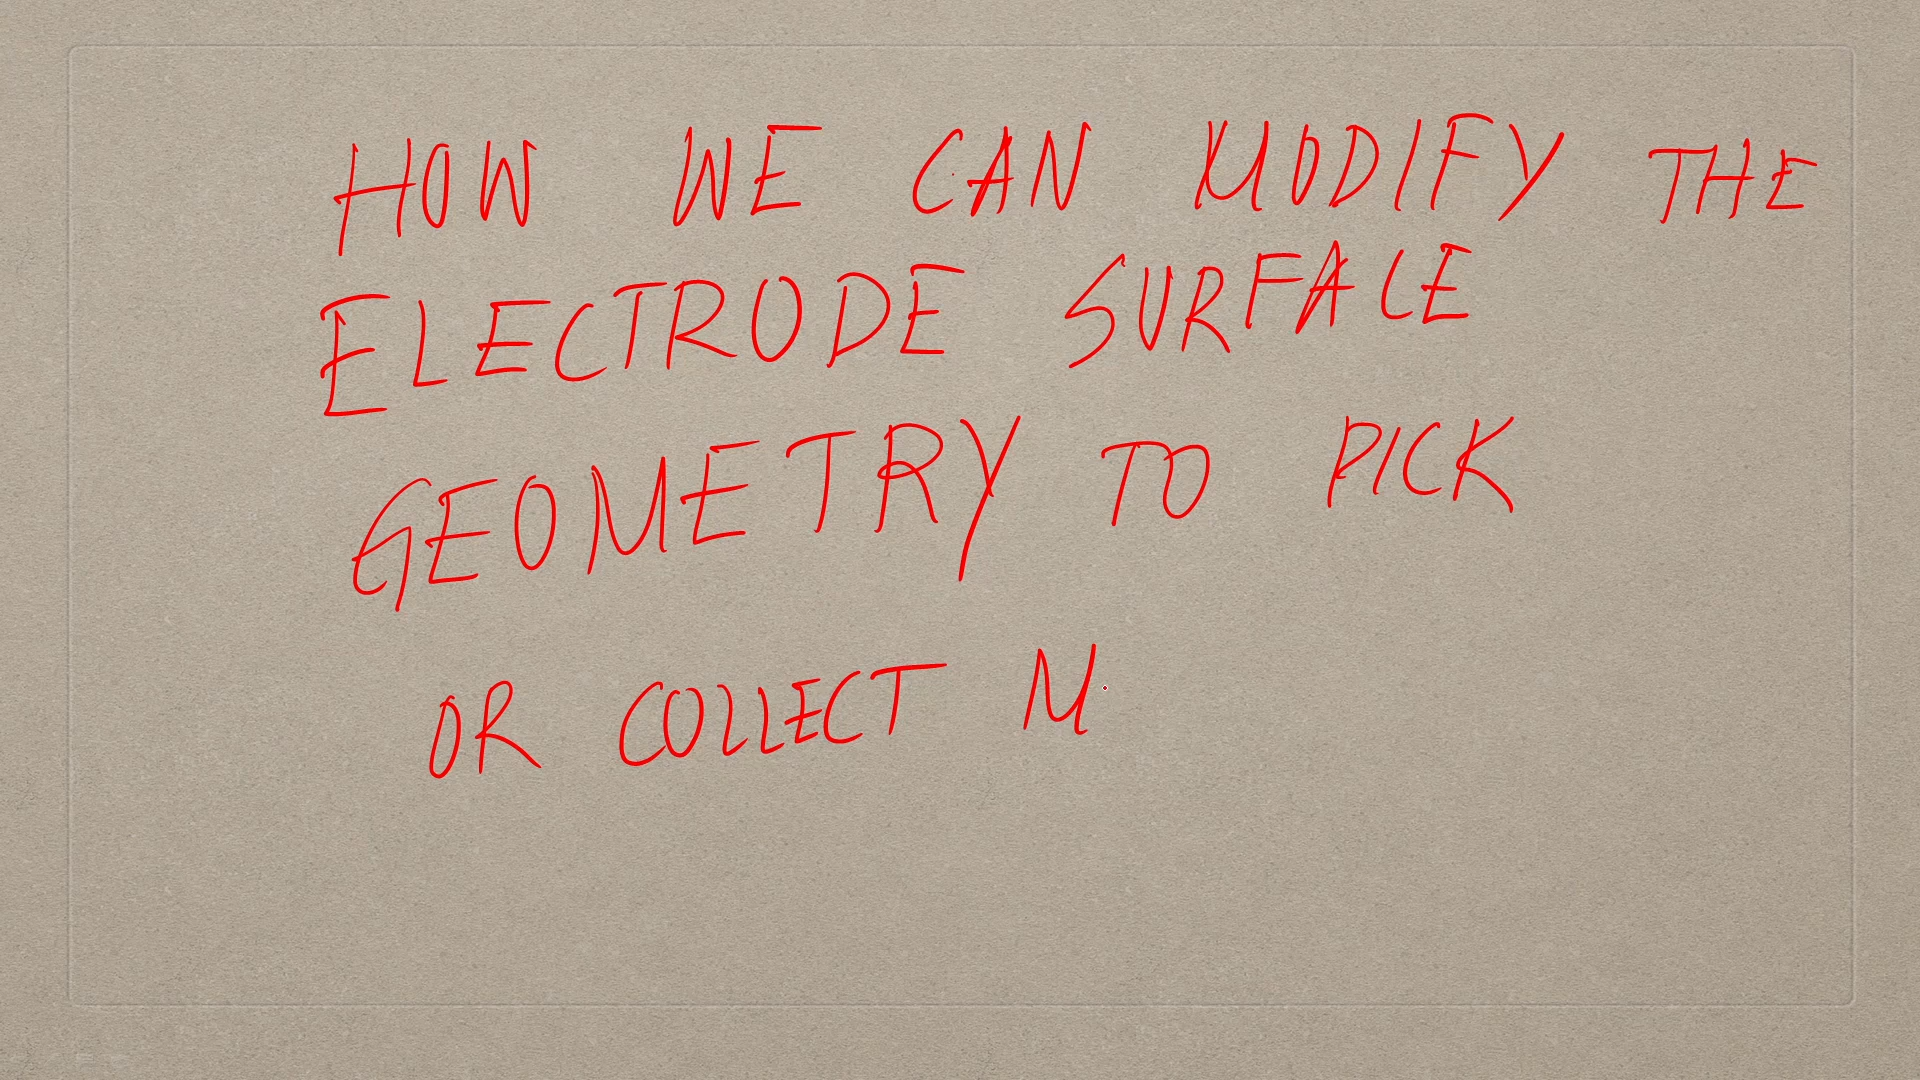 HOW WE CAN MODIFY THE
ELECTRODE SURFACE
GEOMETRY TO PICK
OR COLLECT M